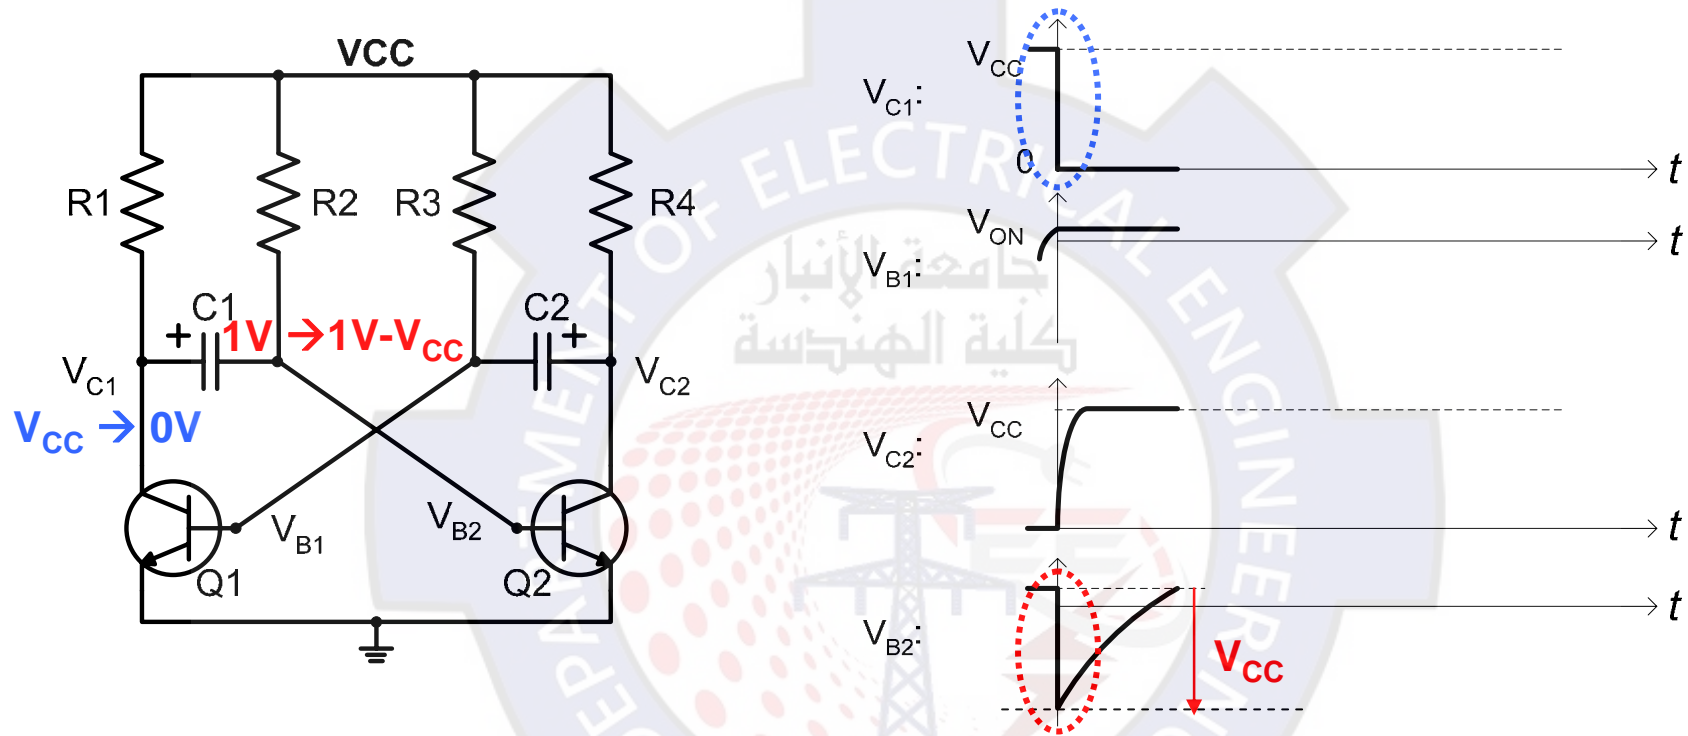 VCC
R1
R2
R3
R4
C1
C2
+
+
1V →1V-VCC
VC1
VC2
VCC → 0V
VB1
VB2
Q1
Q2
VC1:
VCC
0
t
VB1:
VON
t
VC2:
VCC
t
VB2:
t
VCC
DEPARTMENT OF ELECTRICAL ENGINEERING
جامعة الأنبار
كلية الهندسة